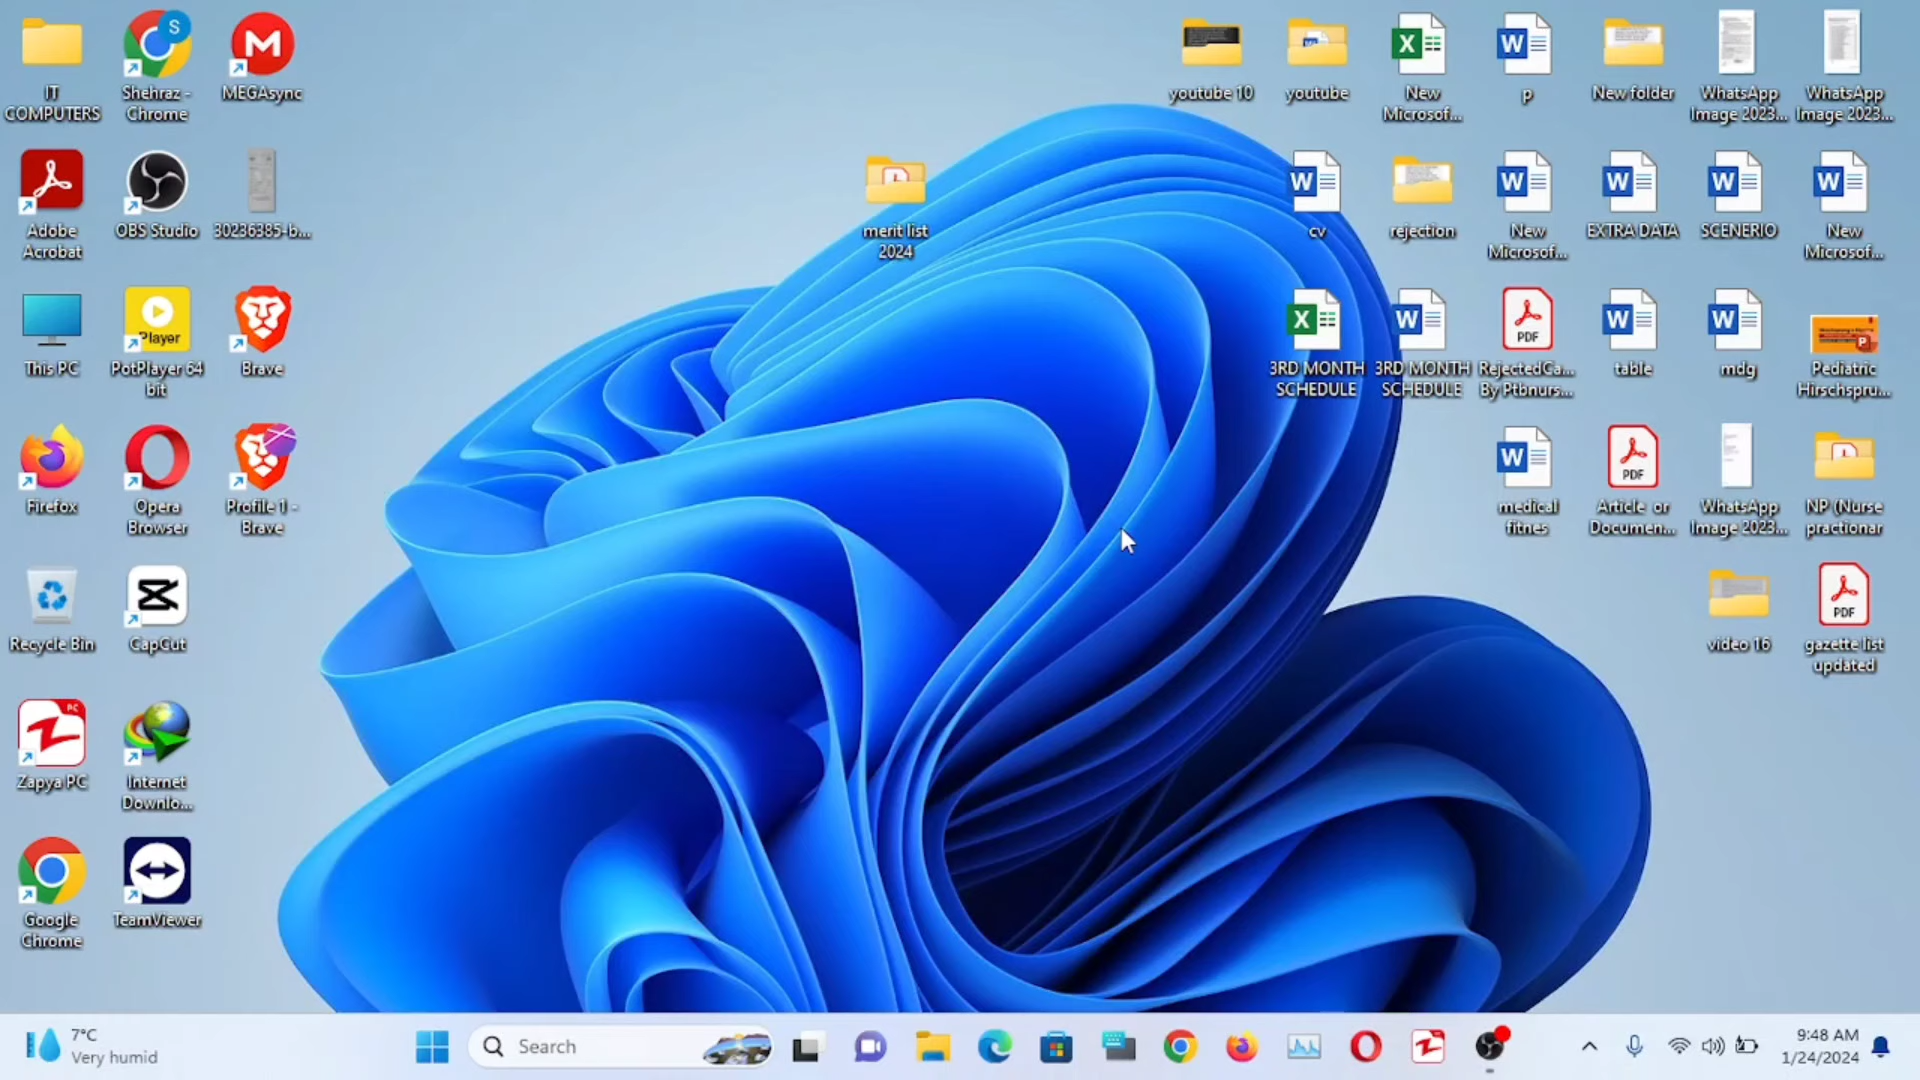 IT
COMPUTERS
Shehraz -
Chrome
MEGAsync
Adobe
Acrobat
OBS Studio
30236385-b...
This PC
Player
PotPlayer 64
bit
Brave
Firefox
Opera
Browser
Profile 1 -
Brave
Recycle Bin
CapCut
PC
Zapya PC
Internet
Downlo...
Google
Chrome
TeamViewer
merit list
2024
youtube 10
youtube
New
Microsof...
p
New folder
WhatsApp
Image 2023...
WhatsApp
Image 2023...
cv
rejection
New
Microsof...
EXTRA DATA
SCENERIO
New
Microsof...
3RD MONTH
SCHEDULE
3RD MONTH
SCHEDULE
PDF
RejectedCa...
By Ptbnurs...
table
mdg
Pediatric
Hirschspru...
medical
fitnes
PDF
Article or
Documen...
WhatsApp
Image 2023...
NP (Nurse
practionar
video 16
PDF
gazette list
updated
7°C
Very humid
Search
9:48 AM
1/24/2024